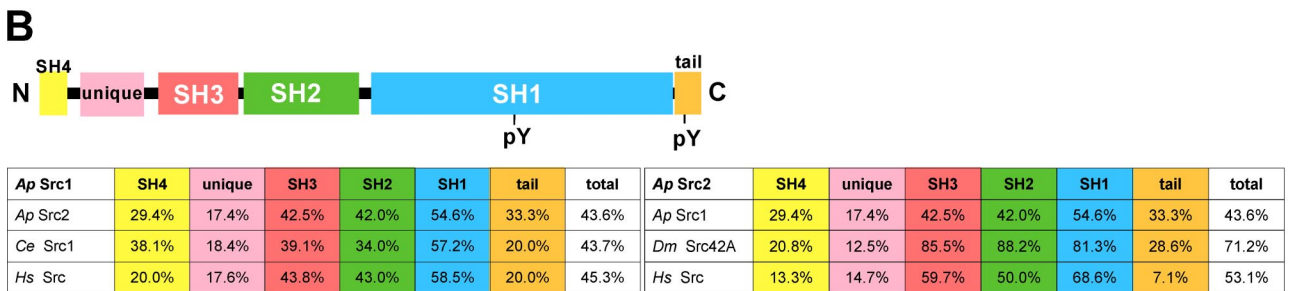 B
SH4 tail
N unique SH3 SH2 SH1 C
pY pY
Ap Src1 SH4 unique SH3 SH2 SH1 tail total Ap Src2 SH4 unique SH3 SH2 SH1 tail total
Ap Src2 29.4% 17.4% 42.5% 42.0% 54.6% 33.3% 43.6% Ap Src1 29.4% 17.4% 42.5% 42.0% 54.6% 33.3% 43.6%
Ce Src1 38.1% 18.4% 39.1% 34.0% 57.2% 20.0% 43.7% Dm Src42A 20.8% 12.5% 85.5% 88.2% 81.3% 28.6% 71.2%
Hs Src 20.0% 17.6% 43.8% 43.0% 58.5% 20.0% 45.3% Hs Src 13.3% 14.7% 59.7% 50.0% 68.6% 7.1% 53.1%